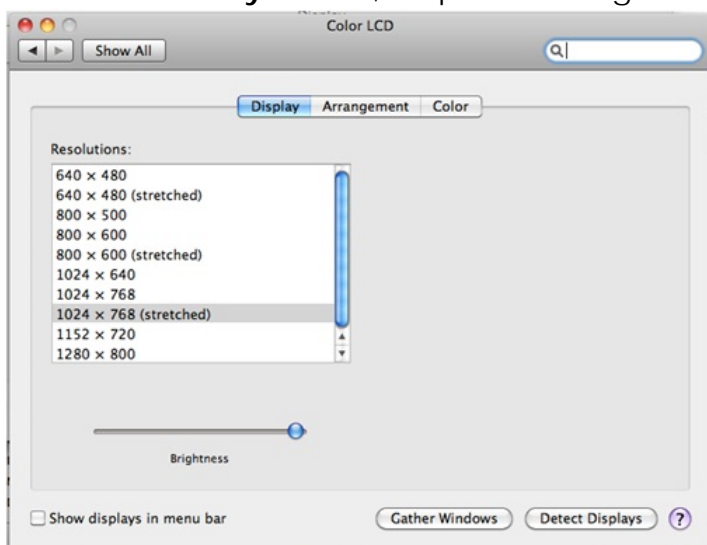 Color LCD
Show All
Display Arrangement Color
Resolutions:
640 × 480
640 × 480 (stretched)
800 × 500
800 × 600
800 × 600 (stretched)
1024 × 640
1024 × 768
1024 × 768 (stretched)
1152 × 720
1280 × 800
Brightness
Show displays in menu bar Gather Windows Detect Displays ?